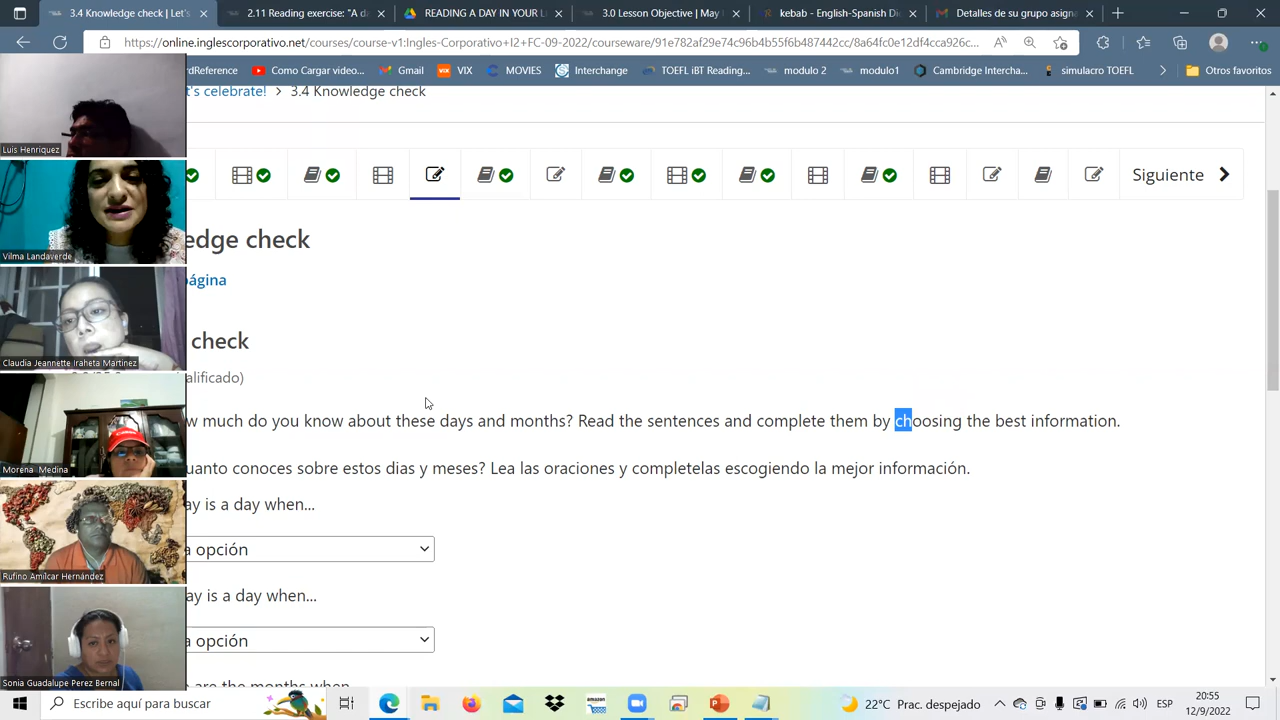 3.4 Knowledge check | Let's c
2.11 Reading exercise: "A d
READING A DAY IN YOUR L
3.0 Lesson Objective | Ma
kebab - English-Spanish Di
Detalles de su grupo asign
https://online.inglescorporativo.net/courses/course-v1:Ingles-Corporativo+I2+FC-09-2022/courseware/91e782af29e74c96b4b55f6b487442cc/8a64fc0e12df4cca926c...
rdReference
Como Cargar video...
Gmail
VIX
MOVIES
Interchange
TOEFL iBT Reading...
modulo 2
modulo1
Cambridge Intercha...
simulacro TOEFL
Otros favoritos
t's celebrate! > 3.4 Knowledge check
Siguiente
edge check
página
check
alificado)
w much do you know about these days and months? Read the sentences and complete them by choosing the best information.
uanto conoces sobre estos dias y meses? Lea las oraciones y completelas escogiendo la mejor información.
ay is a day when...
a opción
ay is a day when...
a opción
are the months when
Luis Henriquez
Vilma Landaverde
Claudia Jeannette Iraheta Martinez
Morena Medina
Rufino Amilcar Hernández
Sonia Guadalupe Perez Bernal
Escribe aquí para buscar
22°C Prac. despejado
ESP
20:55
12/9/2022